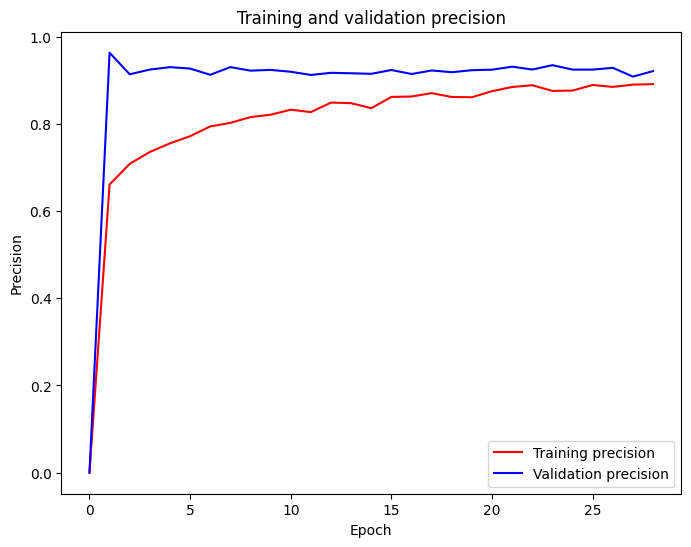 Training and validation precision
Precision
1.0
0.8
0.6
0.4
0.2
0.0
0 5 10 15 20 25
Epoch
Training precision
Validation precision